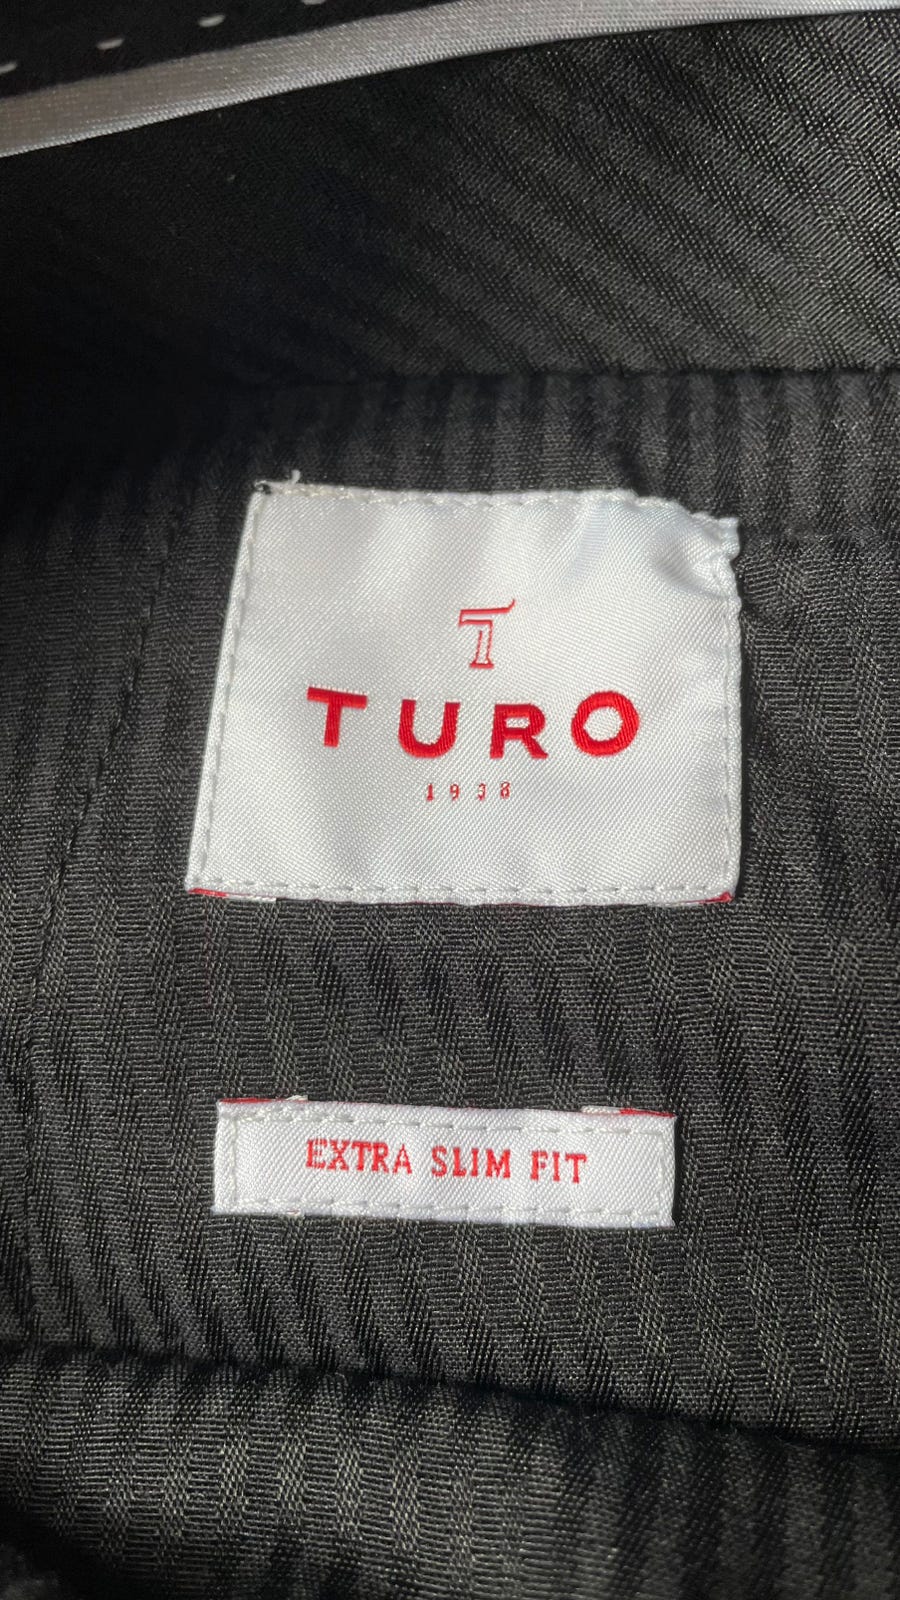 T
TURO
1938
EXTRA SLIM FIT